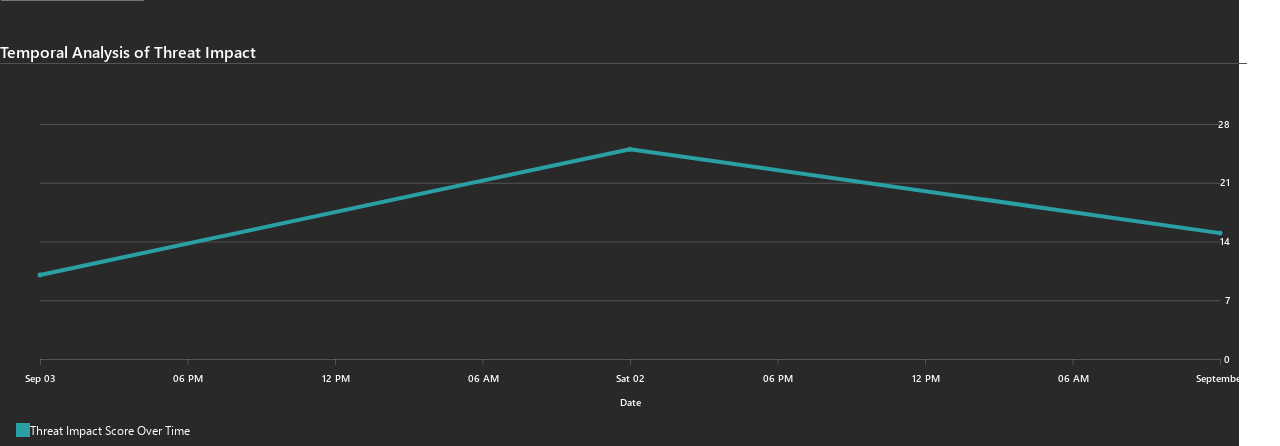 Temporal Analysis of Threat Impact
28
21
14
7
0
Sep 03
06 PM
12 PM
06 AM
Sat 02
06 PM
12 PM
06 AM
Septembe
Date
Threat Impact Score Over Time